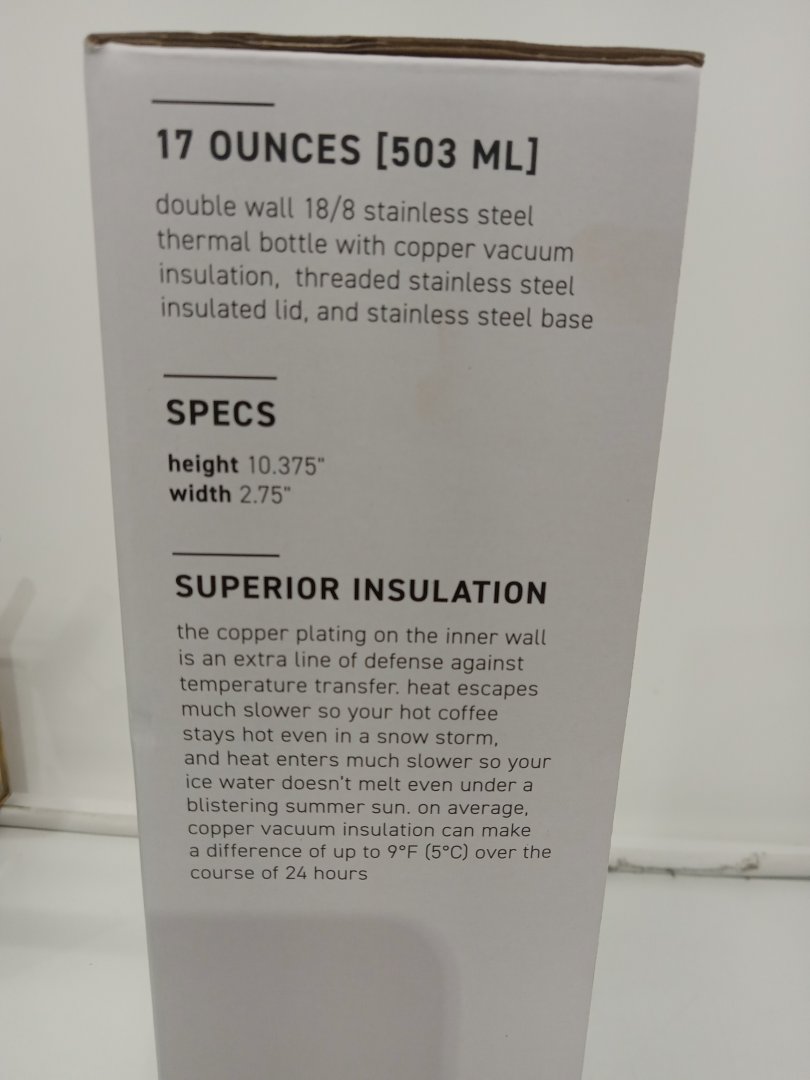 17 OUNCES [503 ML]
double wall 18/8 stainless steel
thermal bottle with copper vacuum
insulation, threaded stainless steel
insulated lid, and stainless steel base
SPECS
height 10.375"
width 2.75"
SUPERIOR INSULATION
the copper plating on the inner wall
is an extra line of defense against
temperature transfer. heat escapes
much slower so your hot coffee
stays hot even in a snow storm,
and heat enters much slower so your
ice water doesn't melt even under a
blistering summer sun. on average,
copper vacuum insulation can make
a difference of up to 9°F (5°C) over the
course of 24 hours